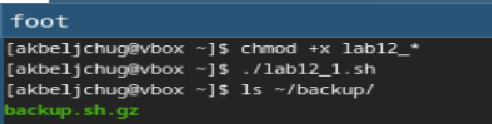 foot
[akbeljchug@vbox ~]$ chmod +x lab12_*
[akbeljchug@vbox ~]$ ./lab12_1.sh
[akbeljchug@vbox ~]$ ls ~/backup/
backup.sh.gz